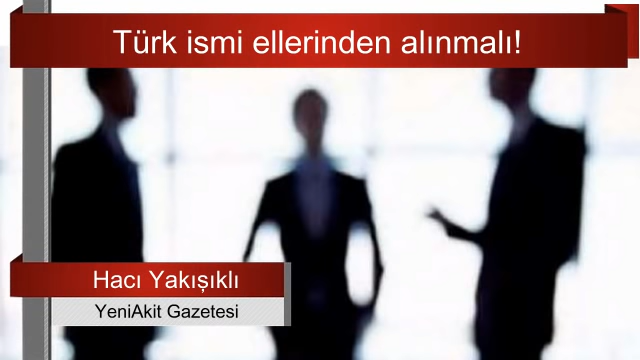 Türk ismi ellerinden alınmalı!
Hacı Yakışıklı
YeniAkit Gazetesi